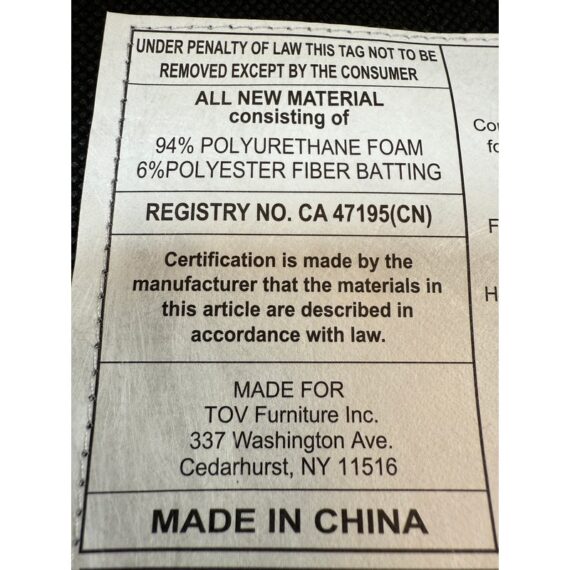 UNDER PENALTY OF LAW THIS TAG NOT TO BE
REMOVED EXCEPT BY THE CONSUMER
ALL NEW MATERIAL
consisting of
94% POLYURETHANE FOAM
6%POLYESTER FIBER BATTING
REGISTRY NO. CA 47195(CN)
Certification is made by the
manufacturer that the materials in
this article are described in
accordance with law.
MADE FOR
TOV Furniture Inc.
337 Washington Ave.
Cedarhurst, NY 11516
MADE IN CHINA